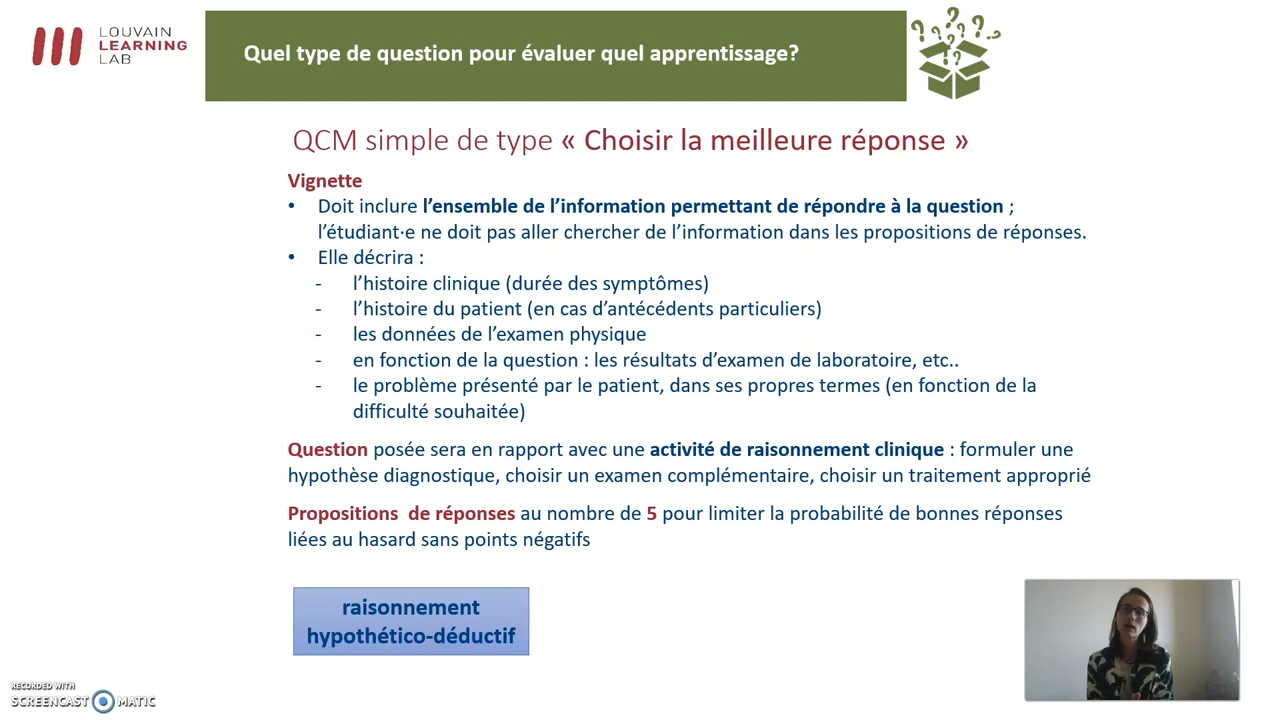 LOUVAIN
LEARNING
LAB
Quel type de question pour évaluer quel apprentissage?
QCM simple de type « Choisir la meilleure réponse »
Vignette
• Doit inclure l'ensemble de l'information permettant de répondre à la question ;
l'étudiant·e ne doit pas aller chercher de l'information dans les propositions de réponses.
• Elle décrira :
- l'histoire clinique (durée des symptômes)
- l'histoire du patient (en cas d'antécédents particuliers)
- les données de l'examen physique
- en fonction de la question : les résultats d'examen de laboratoire, etc..
- le problème présenté par le patient, dans ses propres termes (en fonction de la
difficulté souhaitée)
Question posée sera en rapport avec une activité de raisonnement clinique : formuler une
hypothèse diagnostique, choisir un examen complémentaire, choisir un traitement approprié
Propositions de réponses au nombre de 5 pour limiter la probabilité de bonnes réponses
liées au hasard sans points négatifs
raisonnement
hypothético-déductif
RECORDED WITH
SCREENCAST MATIC